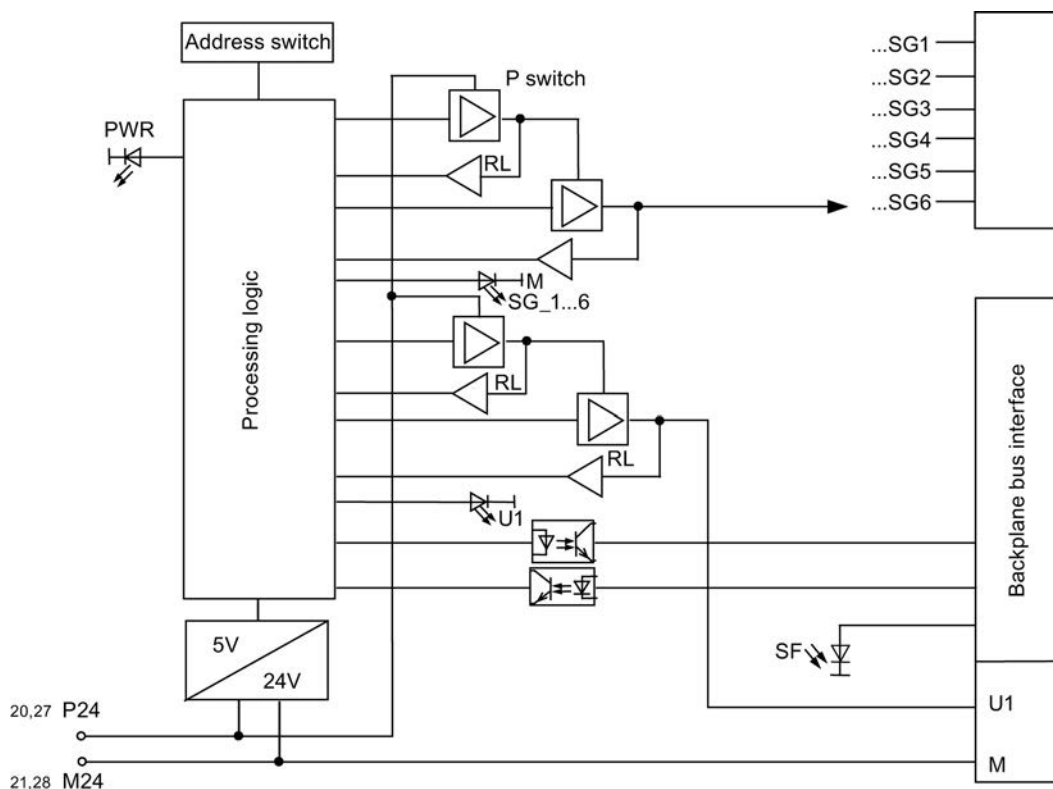 Address switch
P switch
...SG1
...SG2
...SG3
...SG4
...SG5
...SG6
PWR
RL
M
SG_1...6
Processing logic
RL
RL
U1
Backplane bus interface
5V
24V
SF
20,27 P24
U1
21,28 M24
M